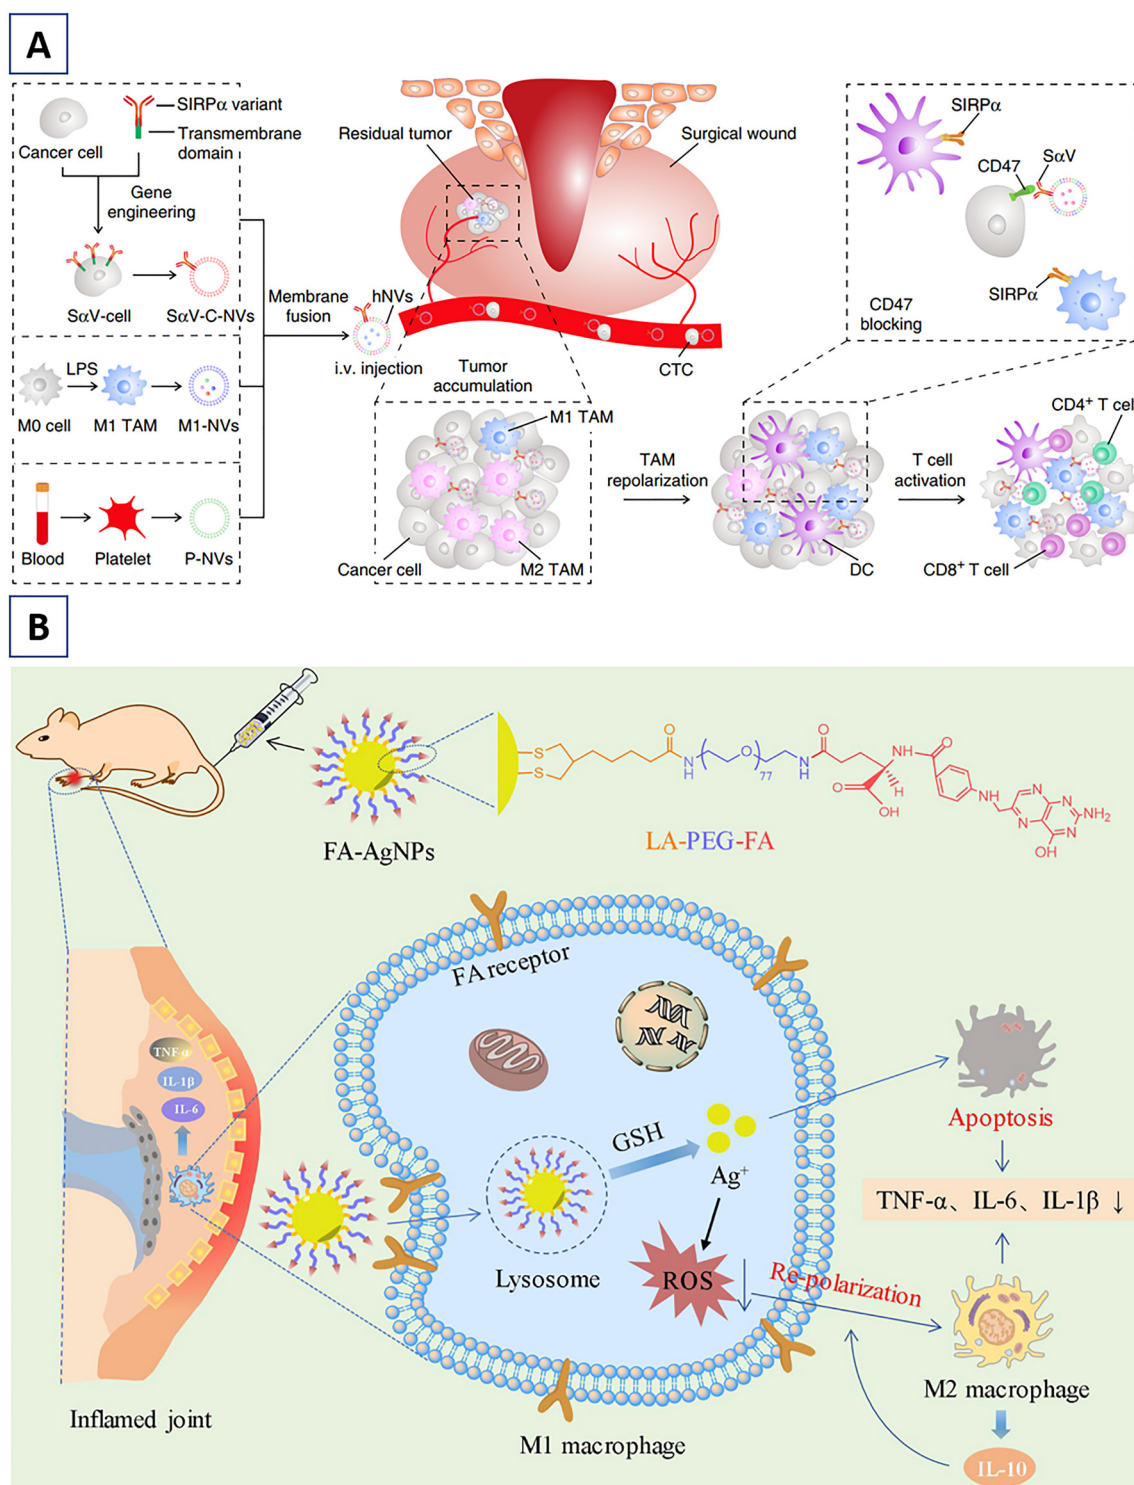 A
SIRPα variant
Transmembrane
domain
Cancer cell
Gene
engineering
SαV-cell
SαV-C-NVs
LPS
M0 cell
M1 TAM
M1-NVs
Blood
Platelet
P-NVs
Membrane
fusion
hNVs
i.v. injection
Residual tumor
Surgical wound
CTC
Tumor
accumulation
M1 TAM
Cancer cell
M2 TAM
TAM
repolarization
SIRPα
CD47
SαV
SIRPα
CD47
blocking
DC
T cell
activation
CD4+ T cel
CD8+ T cell
B
FA-AgNPs
S
S
O
N
H
O
77
N
H
O
NH
O
H
O
OH
NH
N
N
N
N
NH2
OH
LA-PEG-FA
FA receptor
TNF α
IL-1β
IL-6
GSH
Ag+
Lysosome
ROS
Re-polarization
Apoptosis
TNF-α、IL-6、IL-1β ↓
M2 macrophage
IL-10
Inflamed joint
M1 macrophage